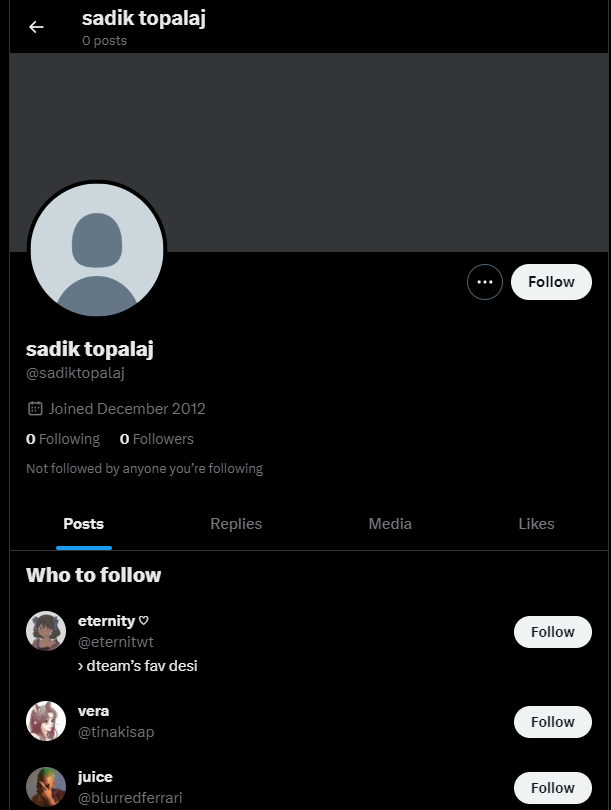 sadik topalaj
0 posts
Follow
sadik topalaj
@sadiktopalaj
Joined December 2012
0 Following 0 Followers
Not followed by anyone you’re following
Posts Replies Media Likes
Who to follow
eternity ♡
@eternitwt
Follow
› dteam’s fav desi
vera
@tinakisap
Follow
juice
@blurredferrari
Follow